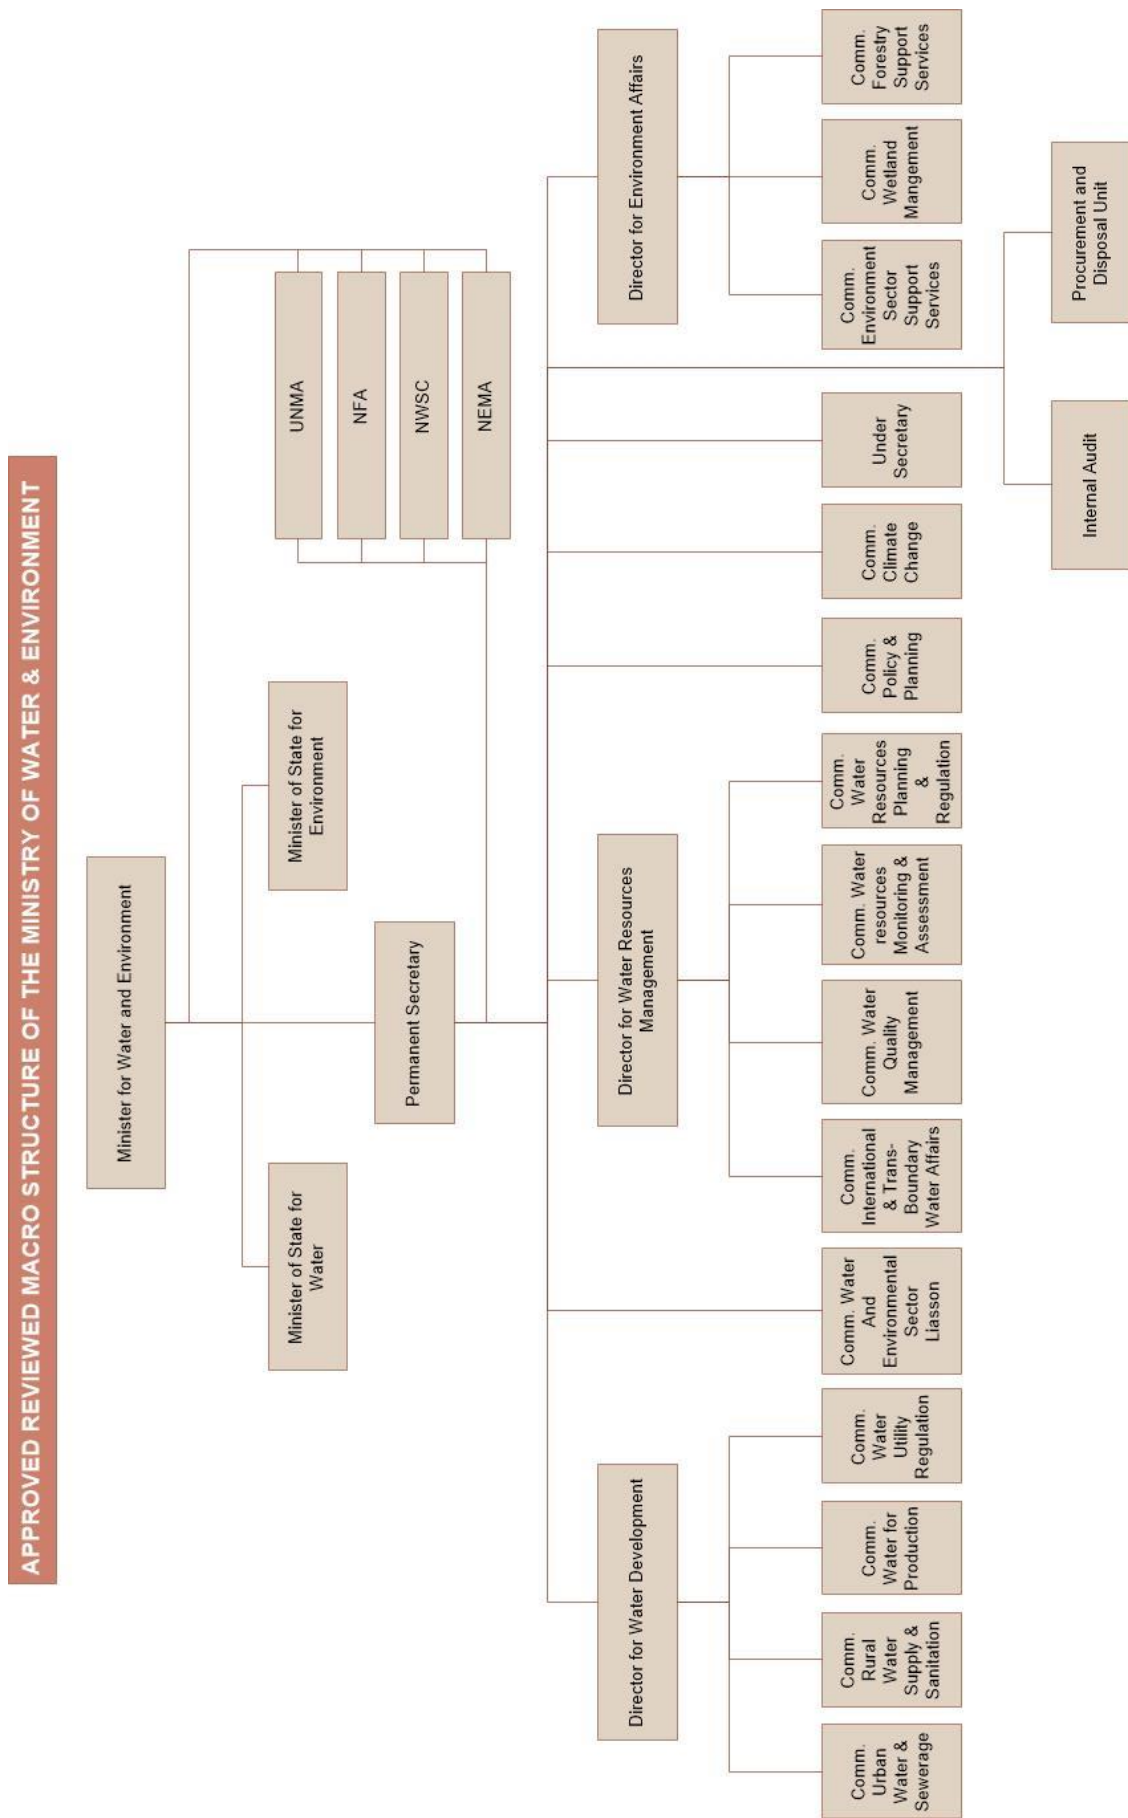 APPROVED REVIEWED MACRO STRUCTURE OF THE MINISTRY OF WATER & ENVIRONMENT
Minister for Water and Environment
Minister of State for
Water
Minister of State for
Environment
UNMA
NFA
NWSC
NEMA
Permanent Secretary
Director for Water Development
Director for Water Resources
Management
Director for Environment Affairs
Comm.
Urban
Water &
Sewerage
Comm.
Rural
Water
Supply &
Sanitation
Comm.
Water for
Production
Comm.
Water
Utility
Regulation
Comm. Water
And
Environmental
Sector
Liasson
Comm.
International
& Trans-
Boundary
Water Affairs
Comm. Water
Quality
Management
Comm. Water
resources
Monitoring &
Assessment
Comm.
Water
Resources
Planning
&
Regulation
Comm.
Policy &
Planning
Comm.
Climate
Change
Under
Secretary
Comm.
Environment
Sector
Support
Services
Comm.
Wetland
Mangement
Comm.
Forestry
Support
Services
Internal Audit
Procurement and
Disposal Unit